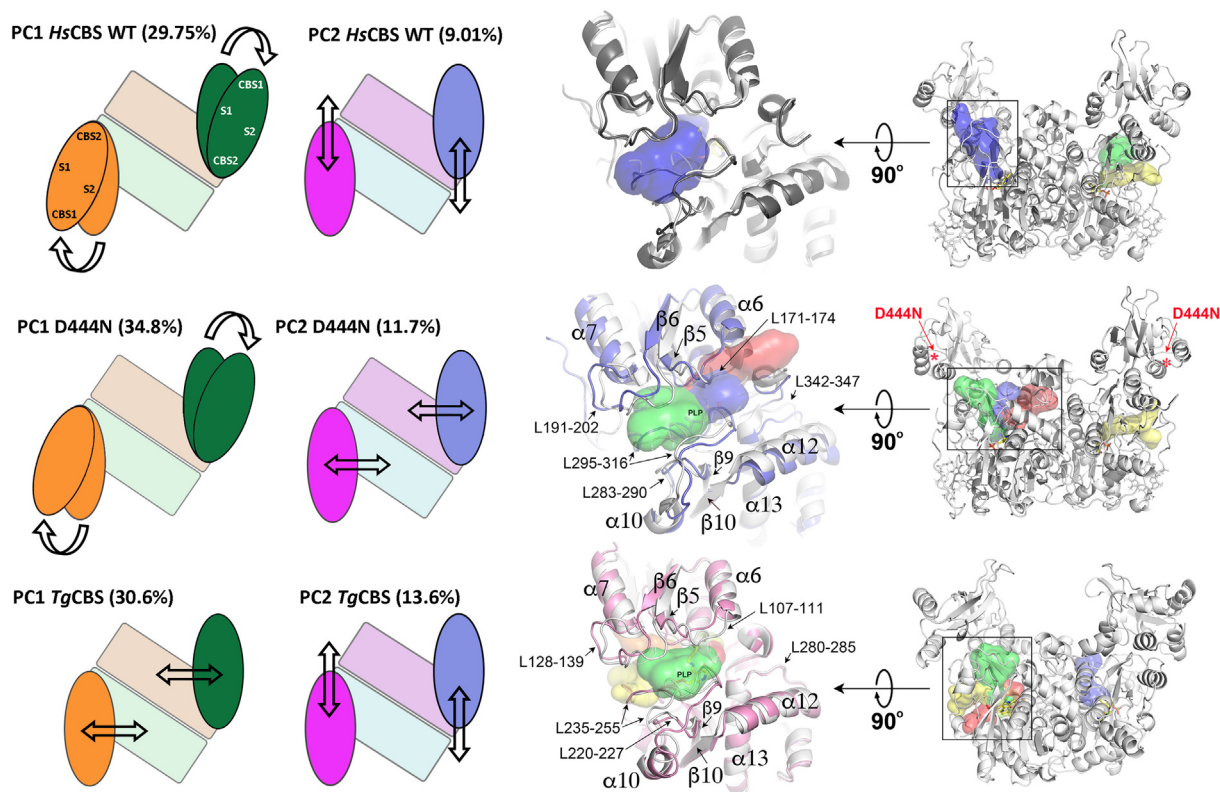 PC1 HsCBS WT (29.75%)
PC2 HsCBS WT (9.01%)
CBS1
S1
S2
CBS2
CBS2
S1
S2
CBS1
90°
PC1 D444N (34.8%)
PC2 D444N (11.7%)
α7
β6
β5
α6
L171-174
L342-347
L191-202
PLP
L295-316
L283-290
β9
α12
α10
β10
α13
90°
D444N
D444N
*
*
PC1 TgCBS (30.6%)
PC2 TgCBS (13.6%)
α7
β6
β5
α6
L107-111
L128-139
L280-285
PLP
L235-255
L220-227
β9
α12
α10
β10
α13
90°